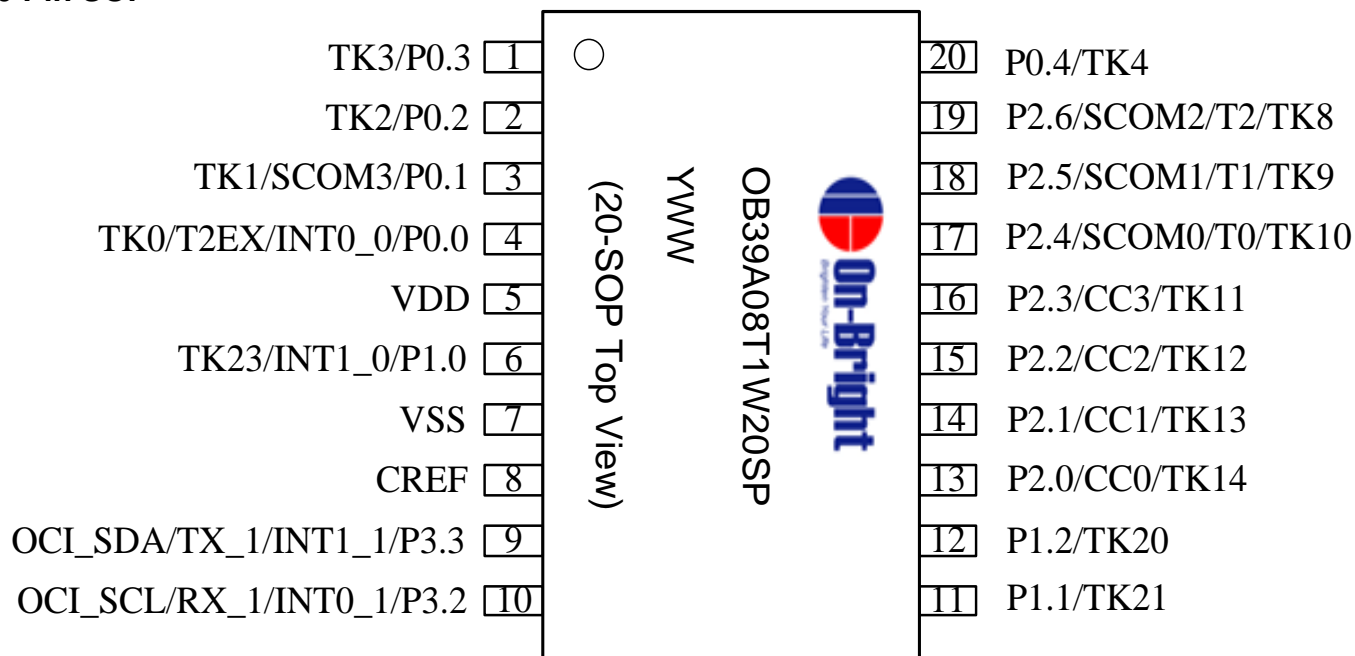 TK3/P0.3 1
TK2/P0.2 2
TK1/SCOM3/P0.1 3
TK0/T2EX/INT0_0/P0.0 4
VDD 5
TK23/INT1_0/P1.0 6
VSS 7
CREF 8
OCI_SDA/TX_1/INT1_1/P3.3 9
OCI_SCL/RX_1/INT0_1/P3.2 10
On-Bright
Brighten Your Life
OB39A08T1W20SP
YWW
(20-SOP Top View)
20 P0.4/TK4
19 P2.6/SCOM2/T2/TK8
18 P2.5/SCOM1/T1/TK9
17 P2.4/SCOM0/T0/TK10
16 P2.3/CC3/TK11
15 P2.2/CC2/TK12
14 P2.1/CC1/TK13
13 P2.0/CC0/TK14
12 P1.2/TK20
11 P1.1/TK21